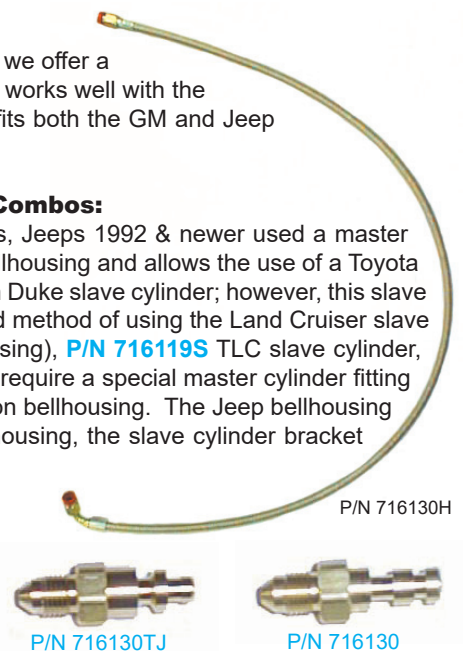 we offer a
works well with the
fits both the GM and Jeep
Combos:
s, Jeeps 1992 & newer used a master
llhousing and allows the use of a Toyota
Duke slave cylinder; however, this slave
d method of using the Land Cruiser slave
sing), P/N 716119S TLC slave cylinder,
require a special master cylinder fitting
on bellhousing. The Jeep bellhousing
housing, the slave cylinder bracket
P/N 716130H
P/N 716130TJ
P/N 716130